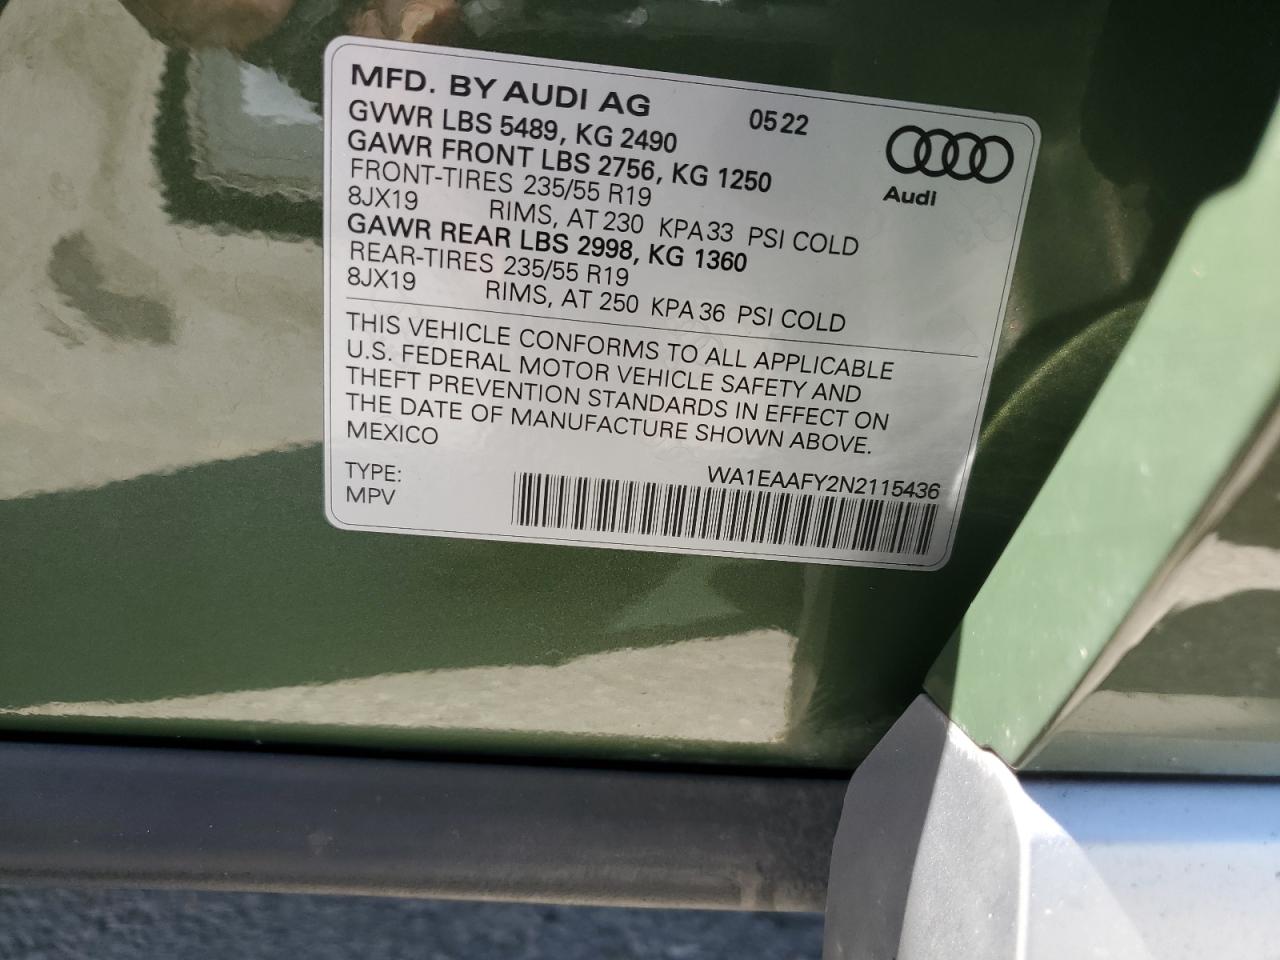 MFD. BY AUDI AG 0522
GVWR LBS 5489, KG 2490
GAWR FRONT LBS 2756, KG 1250
FRONT-TIRES 235/55 R19
8JX19 RIMS, AT 230 KPA 33 PSI COLD
GAWR REAR LBS 2998, KG 1360
REAR-TIRES 235/55 R19
8JX19 RIMS, AT 250 KPA 36 PSI COLD
Audi
THIS VEHICLE CONFORMS TO ALL APPLICABLE
U.S. FEDERAL MOTOR VEHICLE SAFETY AND
THEFT PREVENTION STANDARDS IN EFFECT ON
THE DATE OF MANUFACTURE SHOWN ABOVE.
MEXICO
WA1EAAFY2N2115436
TYPE:
MPV